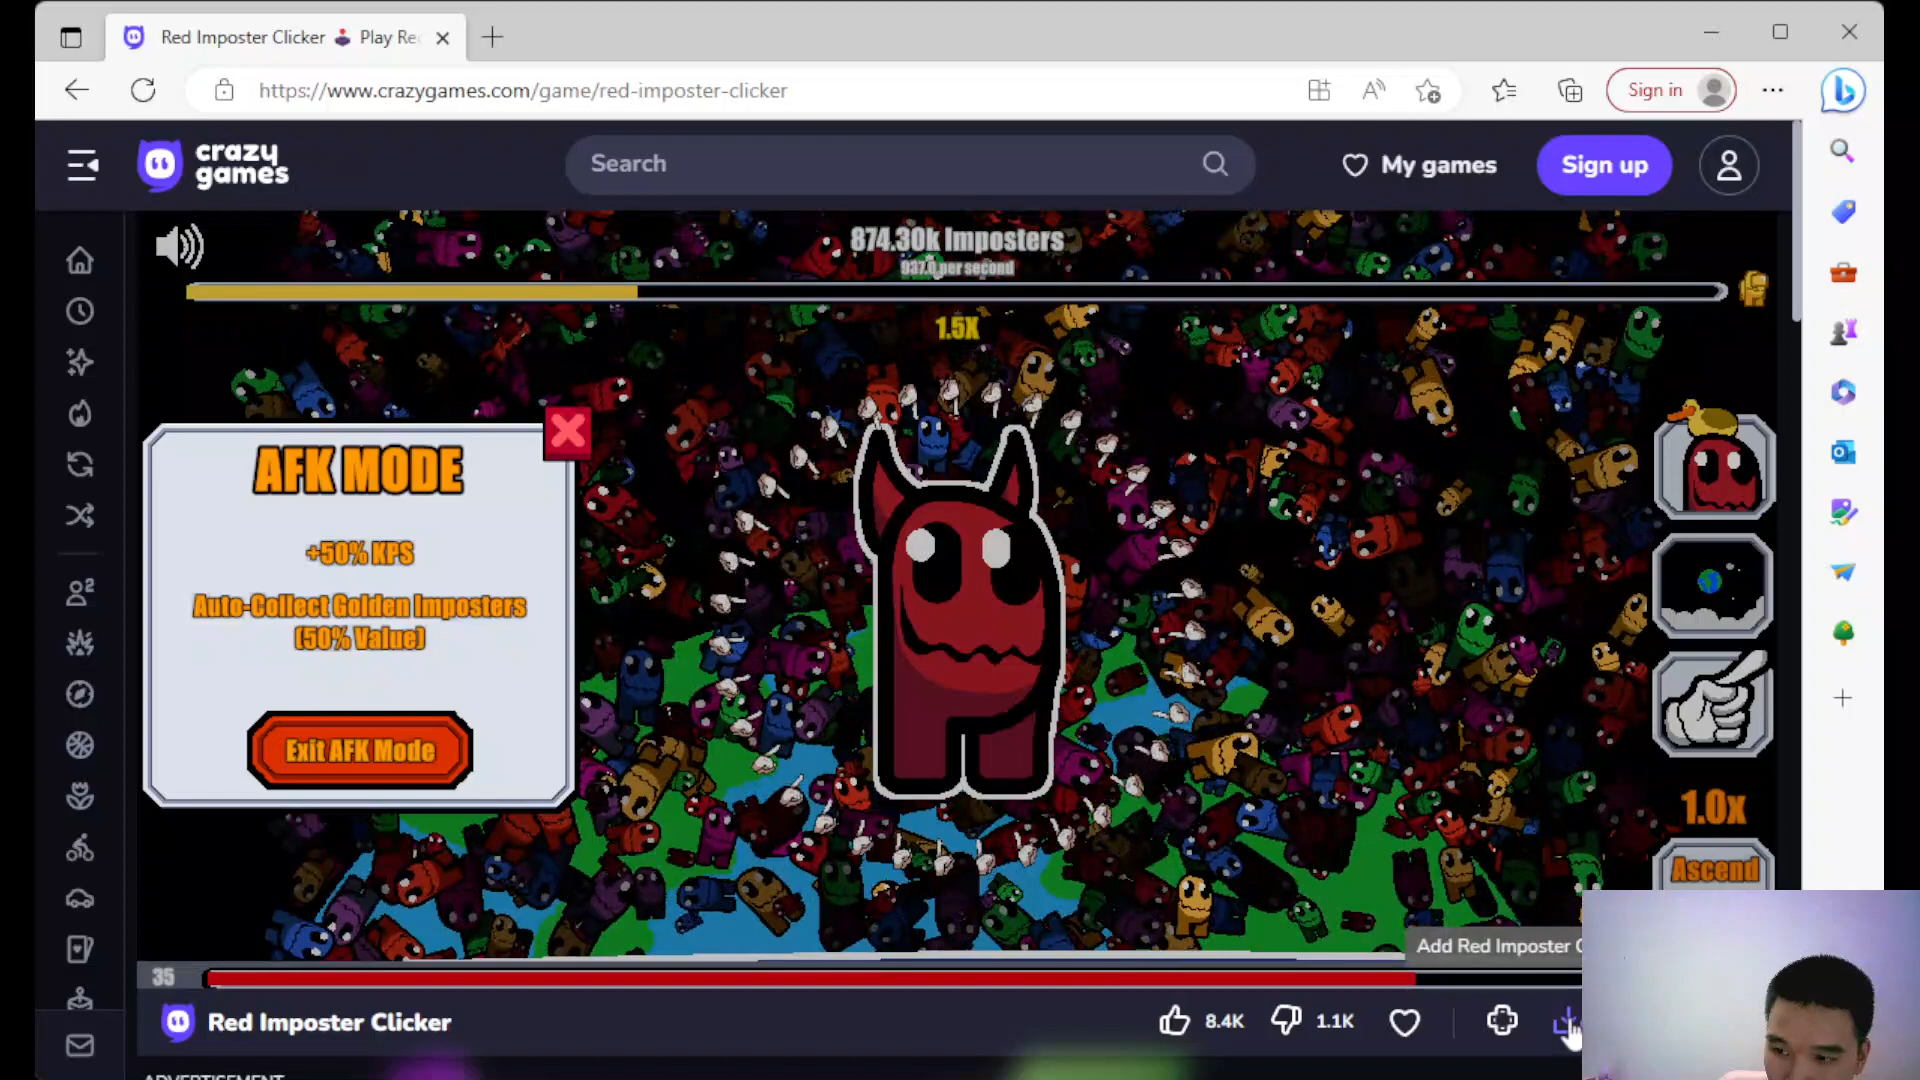 Red Imposter Clicker
Play Re
https://www.crazygames.com/game/red-imposter-clicker
Sign in
crazy
games
Search
My games
Sign up
874.30k Imposters
937.0 per second
1.5X
AFK MODE
+50% KPS
Auto-Collect Golden Imposters
(50% Value)
Exit AFK Mode
1.0x
Ascend
Add Red Imposter
35
Red Imposter Clicker
8.4K
1.1K
ADVERTISEMENT